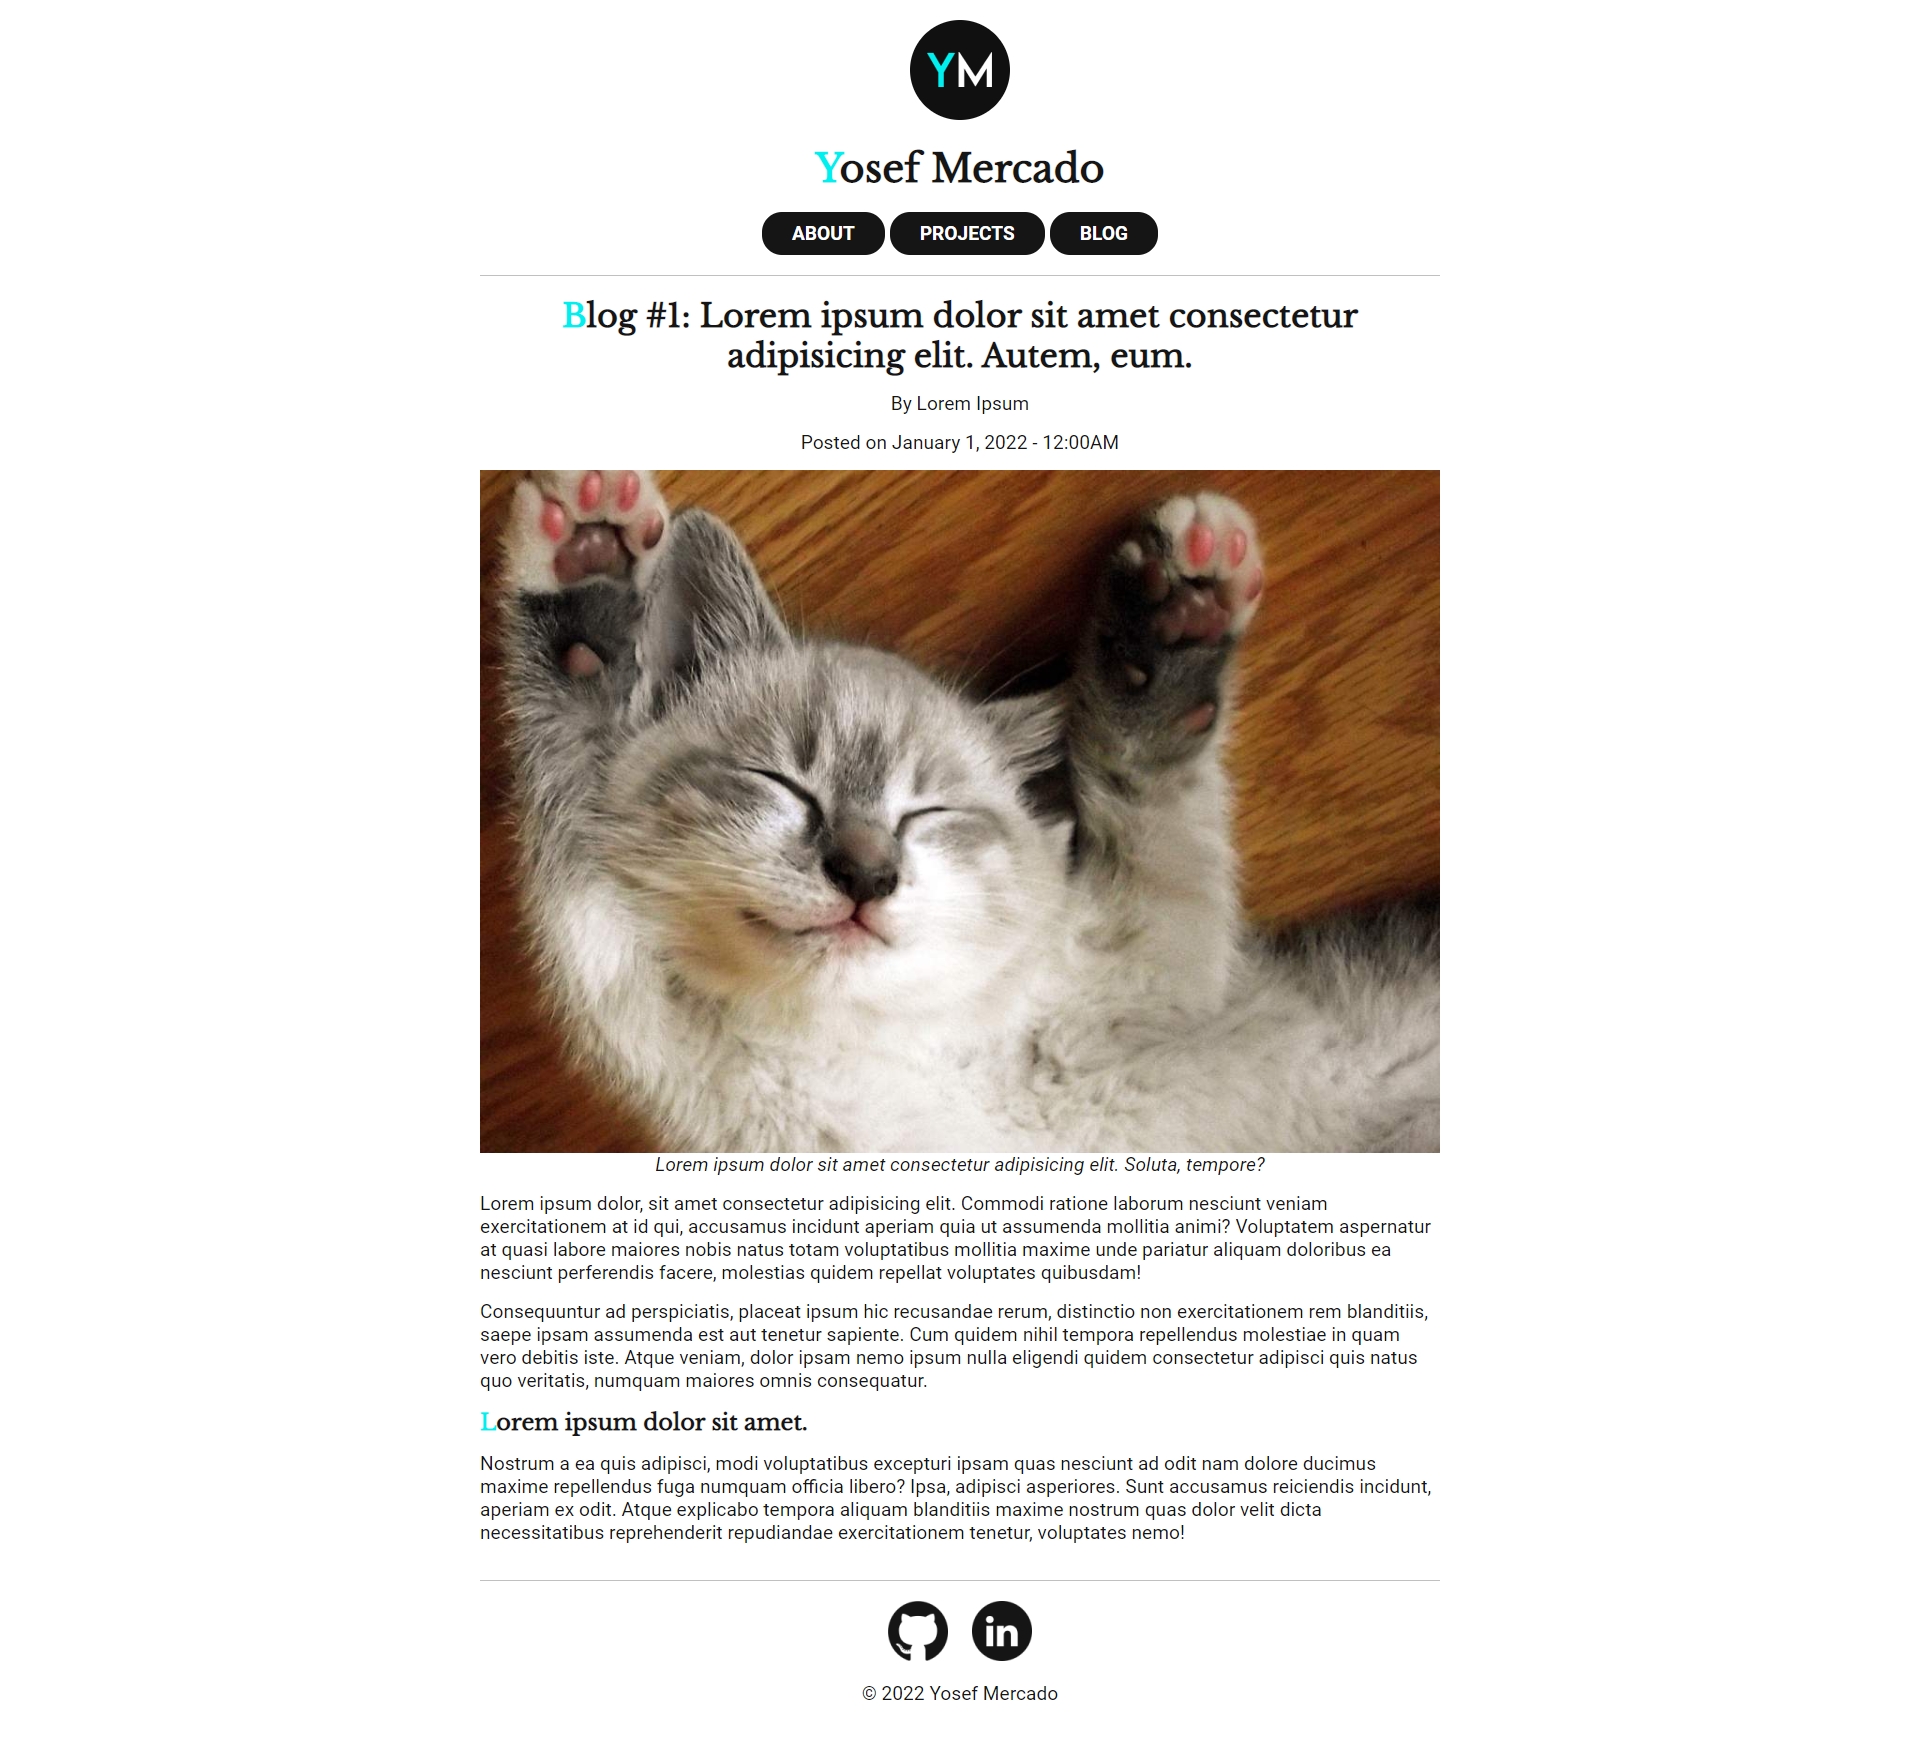 YM
Yosef Mercado
ABOUT PROJECTS BLOG
Blog #1: Lorem ipsum dolor sit amet consectetur
adipisicing elit. Autem, eum.
By Lorem Ipsum
Posted on January 1, 2022 - 12:00AM
Lorem ipsum dolor sit amet consectetur adipisicing elit. Soluta, tempore?
Lorem ipsum dolor, sit amet consectetur adipisicing elit. Commodi ratione laborum nesciunt veniam
exercitationem at id qui, accusamus incidunt aperiam quia ut assumenda mollitia animi? Voluptatem aspernatur
at quasi labore maiores nobis natus totam voluptatibus mollitia maxime unde pariatur aliquam doloribus ea
nesciunt perferendis facere, molestias quidem repellat voluptates quibusdam!
Consequuntur ad perspiciatis, placeat ipsum hic recusandae rerum, distinctio non exercitationem rem blanditiis,
saepe ipsam assumenda est aut tenetur sapiente. Cum quidem nihil tempora repellendus molestiae in quam
vero debitis iste. Atque veniam, dolor ipsam nemo ipsum nulla eligendi quidem consectetur adipisci quis natus
quo veritatis, numquam maiores omnis consequatur.
Lorem ipsum dolor sit amet.
Nostrum a ea quis adipisci, modi voluptatibus excepturi ipsam quas nesciunt ad odit nam dolore ducimus
maxime repellendus fuga numquam officia libero? Ipsa, adipisci asperiores. Sunt accusamus reiciendis incidunt,
aperiam ex odit. Atque explicabo tempora aliquam blanditiis maxime nostrum quas dolor velit dicta
necessitatibus reprehenderit repudiandae exercitationem tenetur, voluptates nemo!
in
© 2022 Yosef Mercado